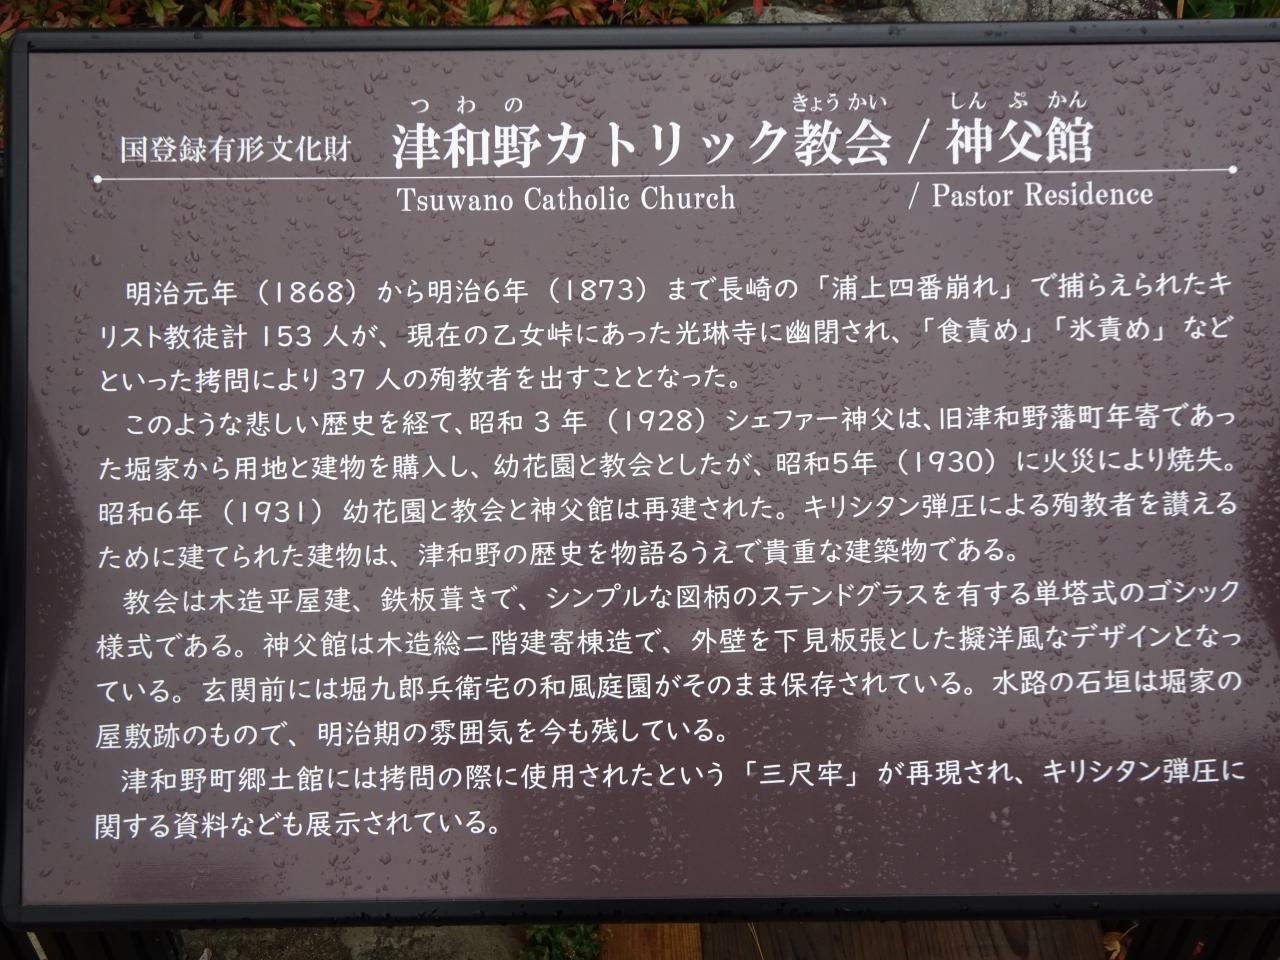 つわの きょうかい しんぷかん
国登録有形文化財 津和野カトリック教会 / 神父館
Tsuwano Catholic Church / Pastor Residence
明治元年（1868）から明治6年（1873）まで長崎の「浦上四番崩れ」で捕らえられたキ
リスト教徒計 153 人が、現在の乙女峠にあった光琳寺に幽閉され、「食責め」「氷責め」など
といった拷問により 37 人の殉教者を出すこととなった。
このような悲しい歴史を経て、昭和 3 年（1928）シェファー神父は、旧津和野藩町年寄であっ
た堀家から用地と建物を購入し、幼花園と教会としたが、昭和5年（1930）に火災により焼失。
昭和6年（1931）幼花園と教会と神父館は再建された。キリシタン弾圧による殉教者を讃える
ために建てられた建物は、津和野の歴史を物語るうえで貴重な建築物である。
教会は木造平屋建、鉄板葺きで、シンプルな図柄のステンドグラスを有する単塔式のゴシック
様式である。神父館は木造総二階建寄棟造で、外壁を下見板張とした擬洋風なデザインとなっ
ている。玄関前には堀九郎兵衛宅の和風庭園がそのまま保存されている。水路の石垣は堀家の
屋敷跡のもので、明治期の雰囲気を今も残している。
津和野町郷土館には拷問の際に使用されたという「三尺牢」が再現され、キリシタン弾圧に
関する資料なども展示されている。